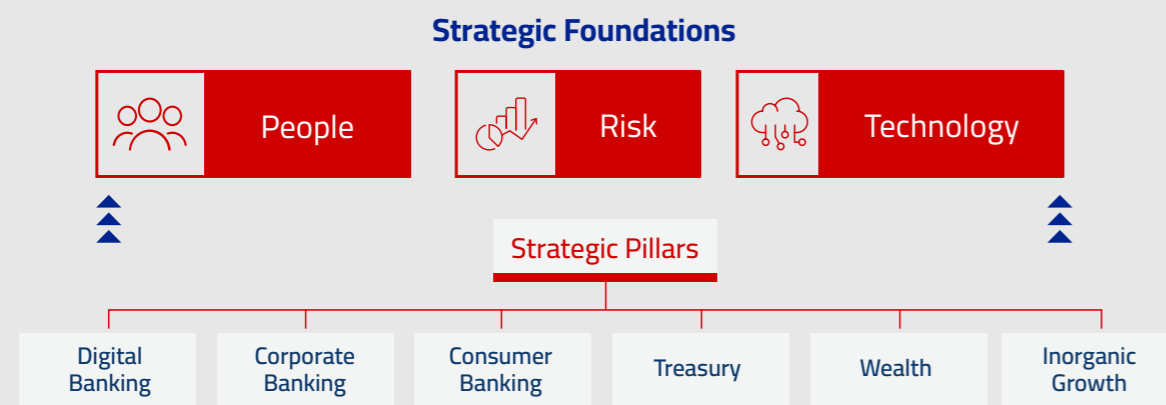 Strategic Foundations
People
Risk
Technology
Strategic Pillars
Digital
Banking
Corporate
Banking
Consumer
Banking
Treasury
Wealth
Inorganic
Growth